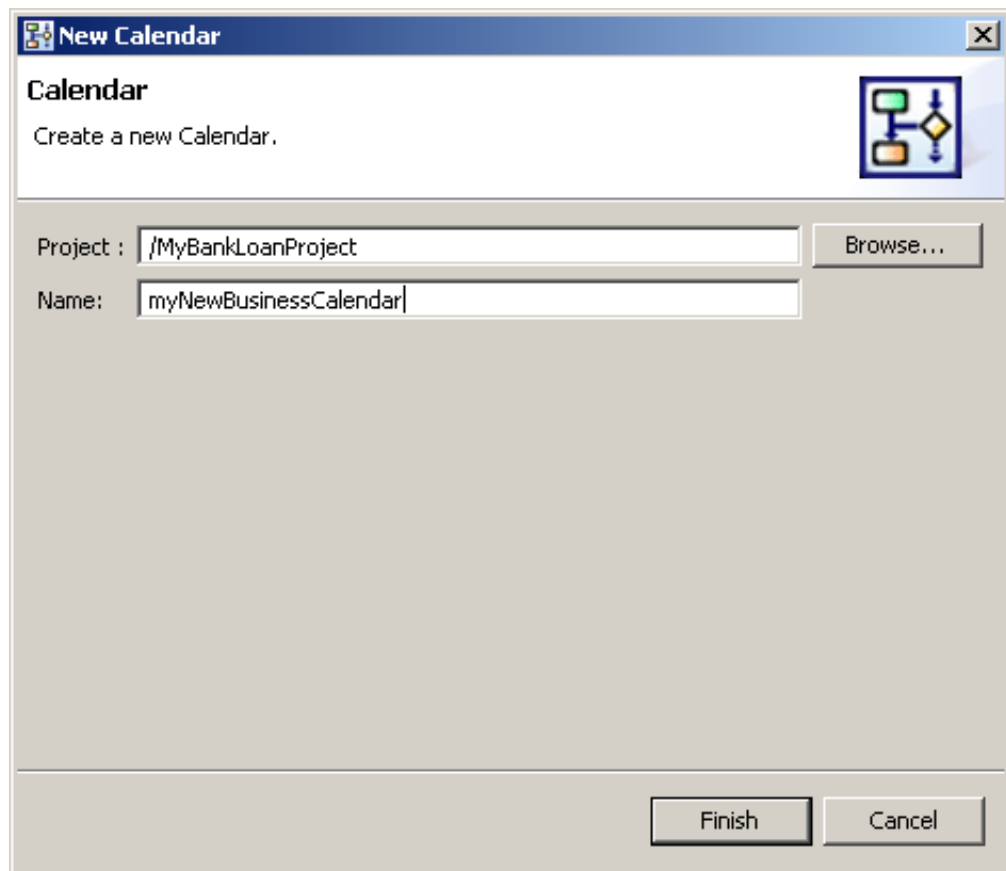 New Calendar
Calendar
Create a new Calendar.
Project : /MyBankLoanProject Browse...
Name: myNewBusinessCalendar
Finish Cancel